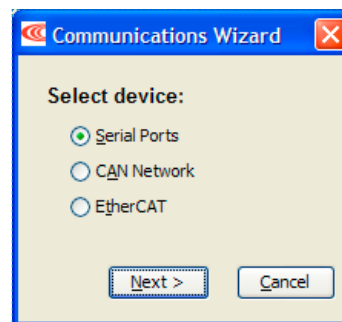 Communications Wizard
Select device:
Serial Ports
CAN Network
EtherCAT
Next > Cancel